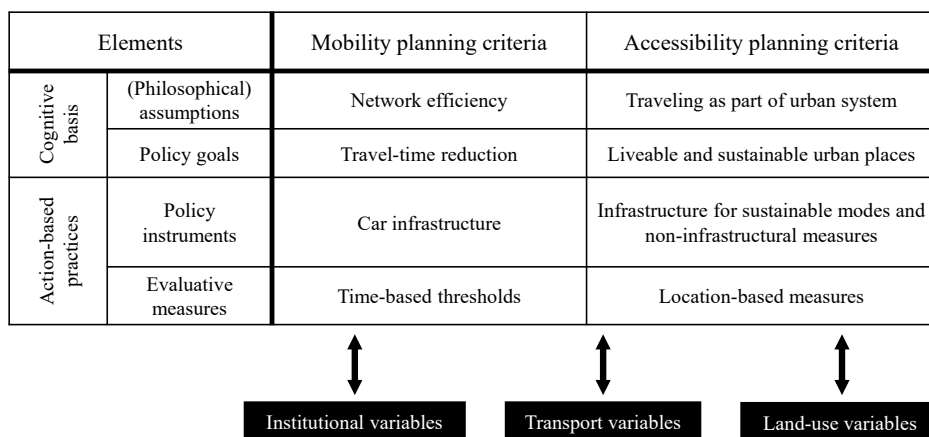 Elements
Mobility planning criteria
Accessibility planning criteria
Cognitive
basis
(Philosophical)
assumptions
Network efficiency
Traveling as part of urban system
Policy goals
Travel-time reduction
Liveable and sustainable urban places
Action-based
practices
Policy
instruments
Car infrastructure
Infrastructure for sustainable modes and
non-infrastructural measures
Evaluative
measures
Time-based thresholds
Location-based measures
Institutional variables
Transport variables
Land-use variables